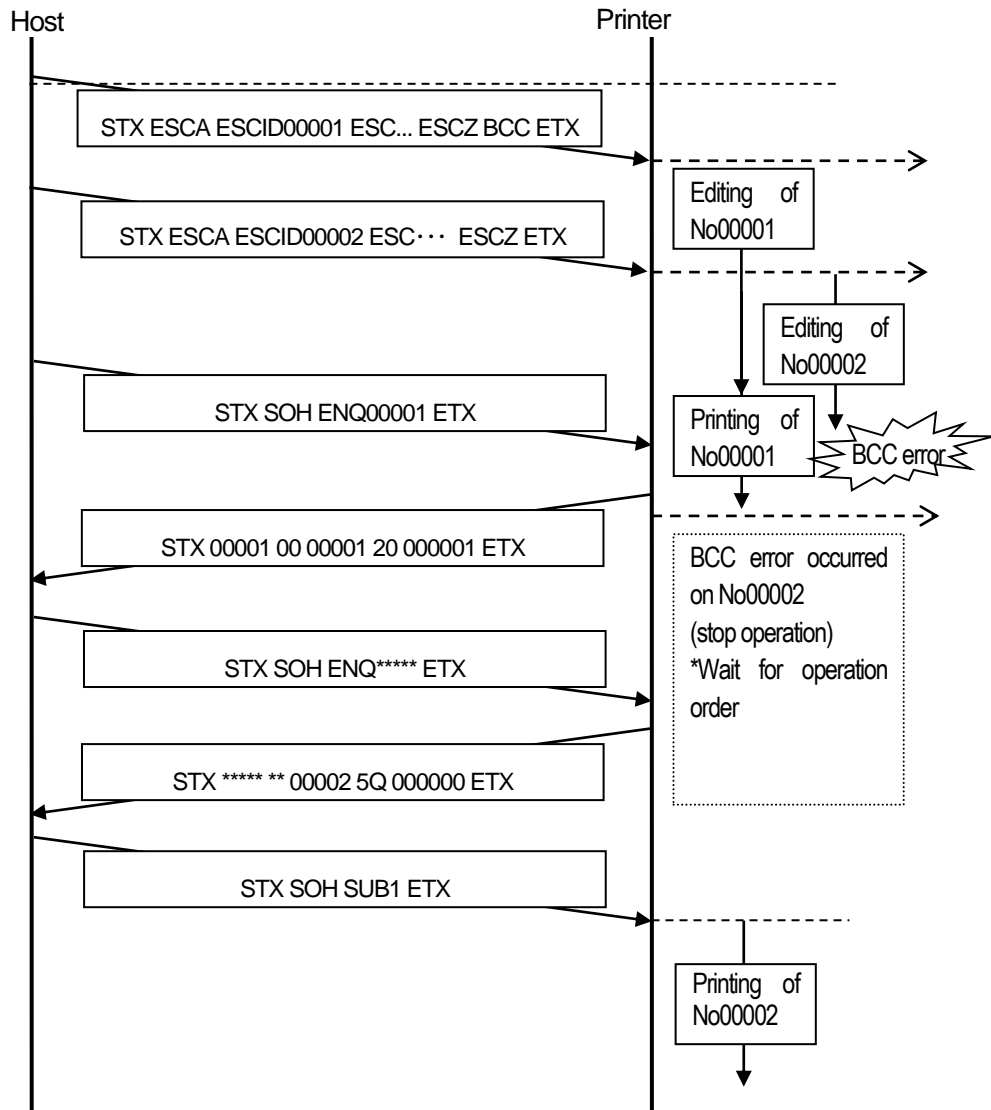 Host
Printer
STX ESCA ESCID00001 ESC... ESCZ BCC ETX
Editing of
No00001
STX ESCA ESCID00002 ESC··· ESCZ ETX
Editing of
No00002
STX SOH ENQ00001 ETX
Printing of
No00001
BCC error
STX 00001 00 00001 20 000001 ETX
BCC error occurred
on No00002
(stop operation)
*Wait for operation
order
STX SOH ENQ***** ETX
STX ***** ** 00002 5Q 000000 ETX
STX SOH SUB1 ETX
Printing of
No00002